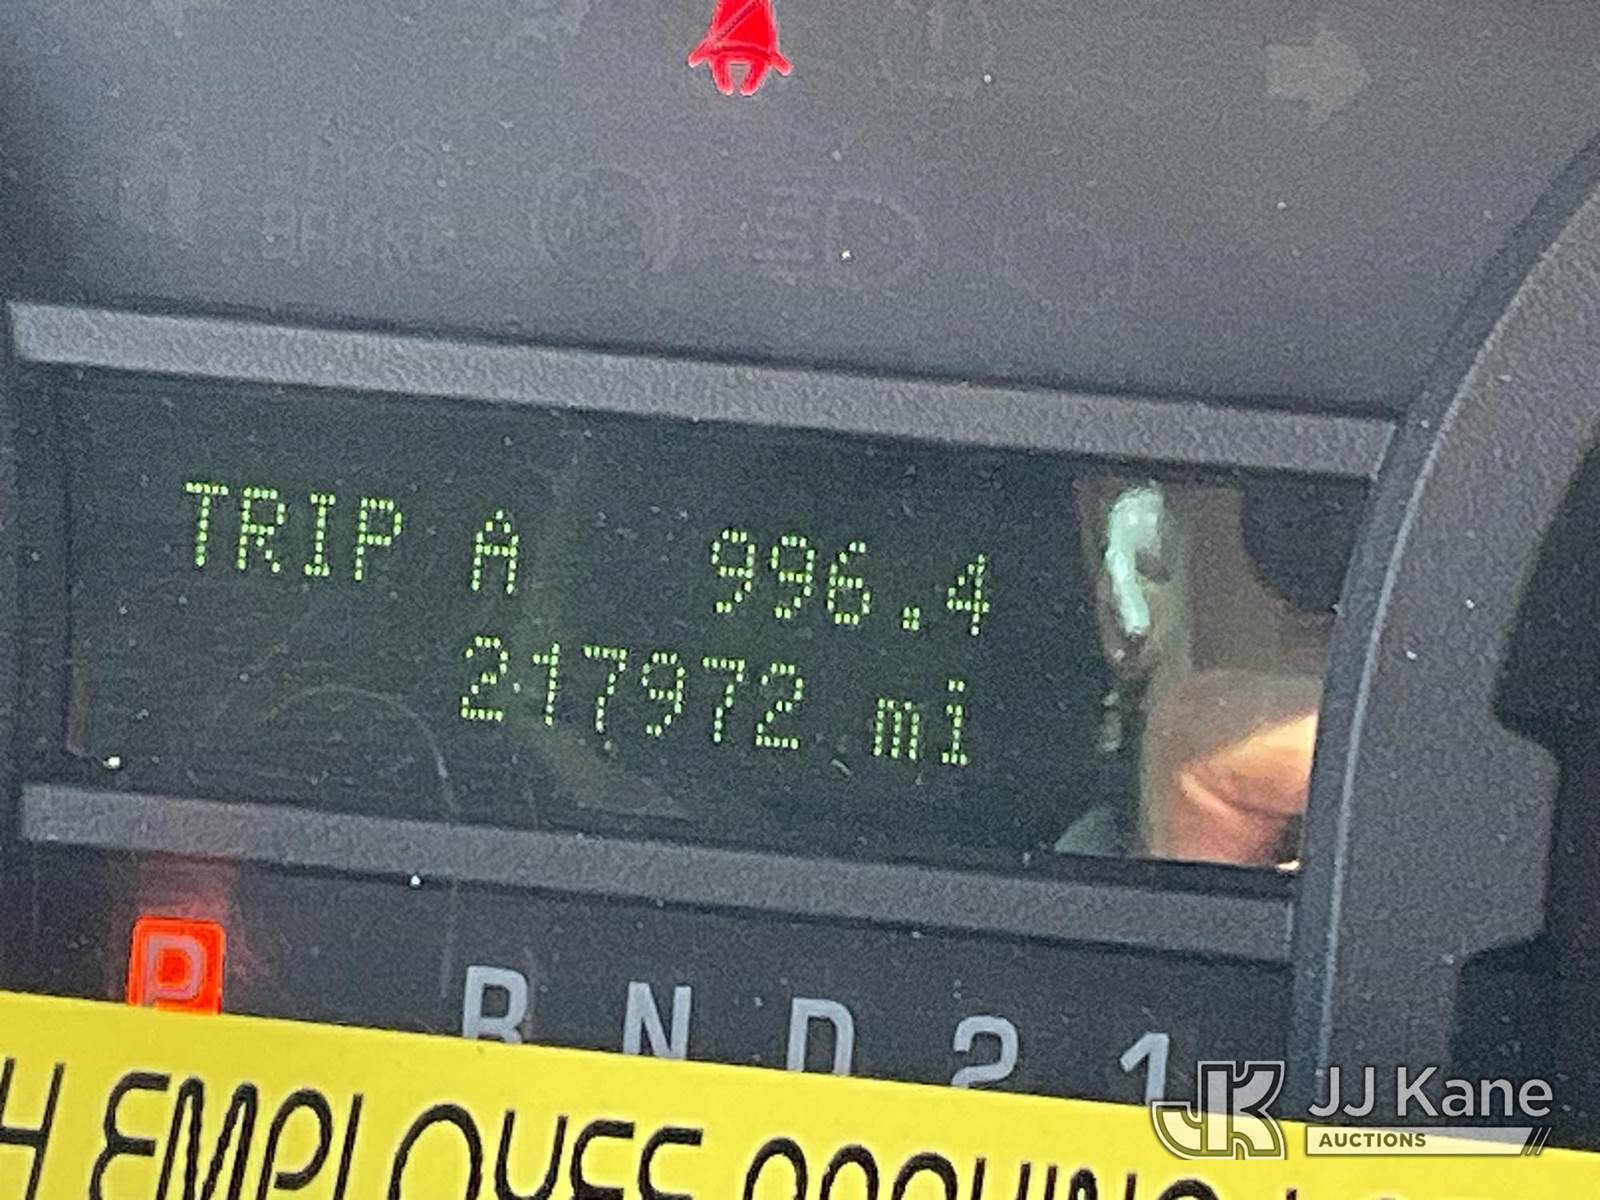 TRIP A 996.4
217972 mi
P R N D 2 1
EMPLOYEE
JJ Kane
AUCTIONS